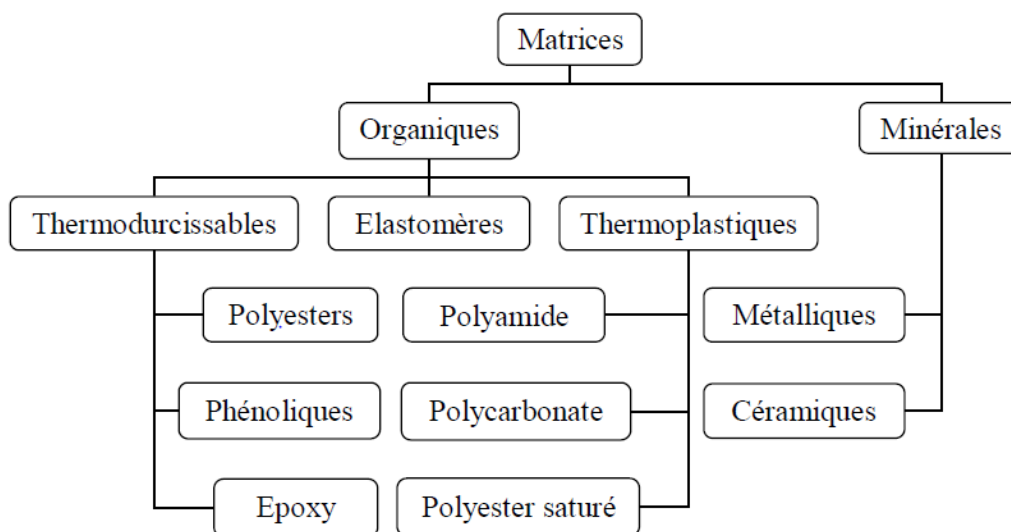 Matrices
Organiques
Minérales
Thermodurcissables
Elastomères
Thermoplastiques
Polyesters
Polyamide
Métalliques
Phénoliques
Polycarbonate
Céramiques
Epoxy
Polyester saturé